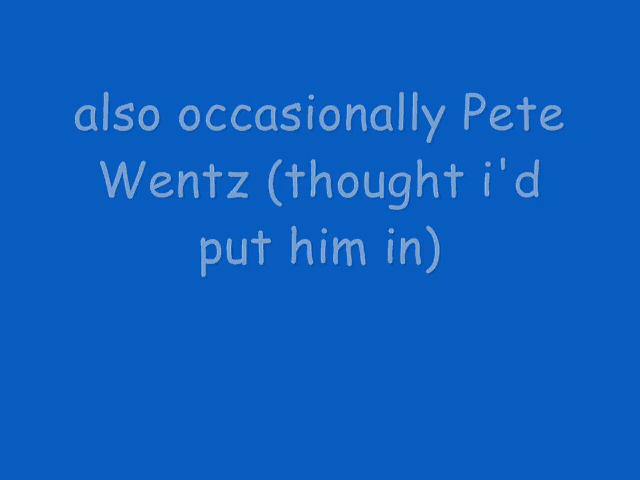 also occasionally Pete
Wentz (thought i'd
put him in)